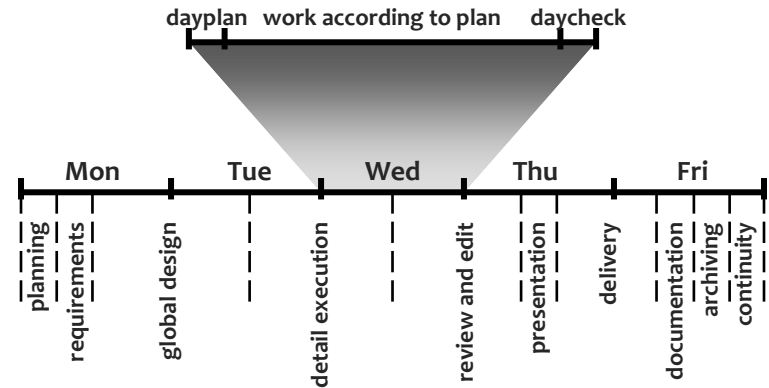 dayplan work according to plan daycheck
Mon Tue Wed Thu Fri
planning
requirements
global design
detail execution
review and edit
presentation
delivery
documentation
archiving
continuity